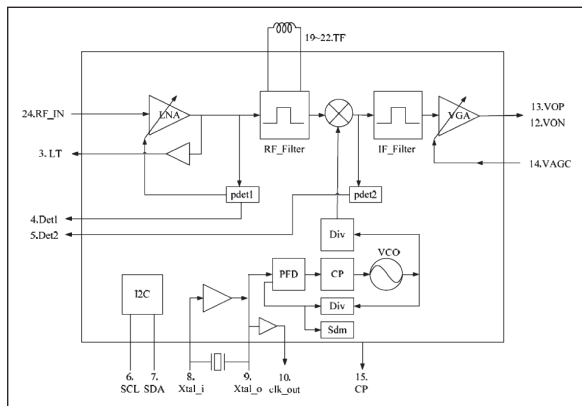 19~22.TF
24.RF_IN
LNA
RF_Filter
IF_Filter
VGA
13.VOP
12.VON
3. LT
14.VAGC
pdet1
pdet2
4.Det1
5.Det2
Div
VCO
PFD
CP
I2C
Div
Sdm
6.
SCL
7.
SDA
8.
Xtal_i
9.
Xtal_o
10.
clk_out
15.
CP